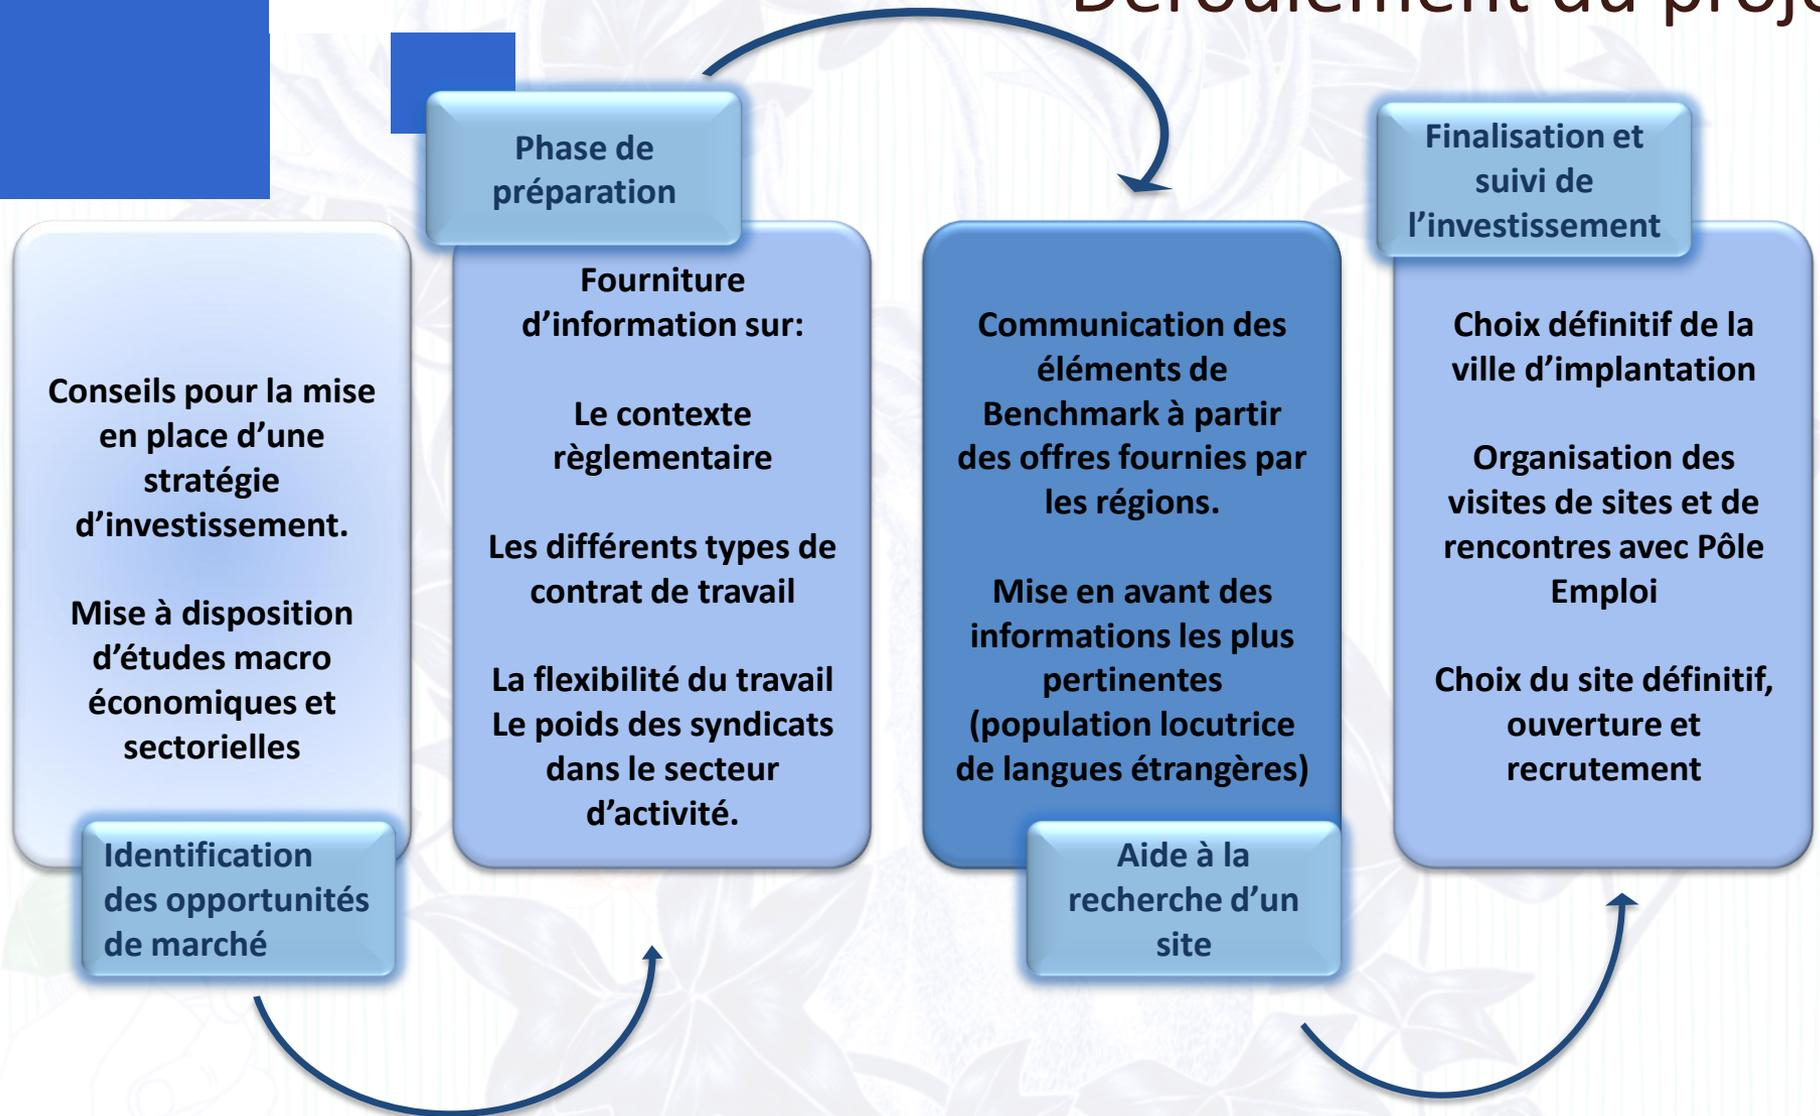 Déroulement du proje
Phase de
préparation
Finalisation et
suivi de
l’investissement
Conseils pour la mise
en place d’une
stratégie
d’investissement.
Mise à disposition
d’études macro
économiques et
sectorielles
Identification
des opportunités
de marché
Fourniture
d’information sur:
Le contexte
règlementaire
Les différents types de
contrat de travail
La flexibilité du travail
Le poids des syndicats
dans le secteur
d’activité.
Communication des
éléments de
Benchmark à partir
des offres fournies par
les régions.
Mise en avant des
informations les plus
pertinentes
(population locutrice
de langues étrangères)
Aide à la
recherche d’un
site
Choix définitif de la
ville d’implantation
Organisation des
visites de sites et de
rencontres avec Pôle
Emploi
Choix du site définitif,
ouverture et
recrutement